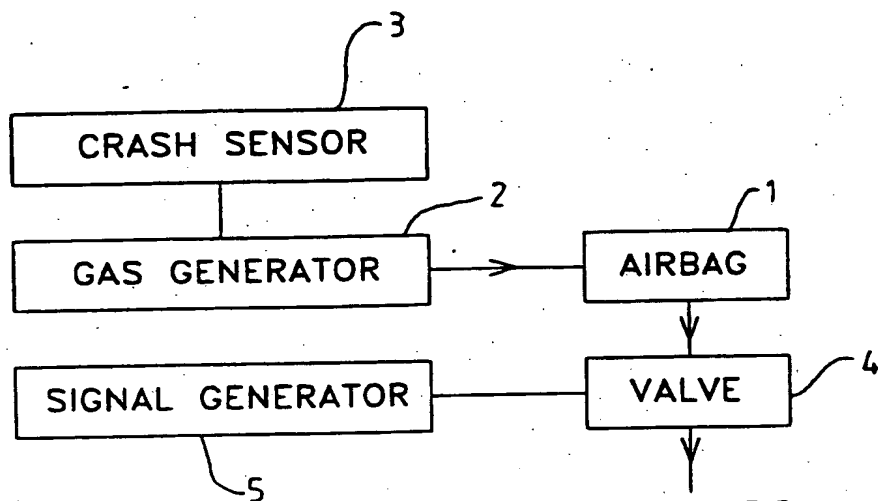 3
CRASH SENSOR
2
1
GAS GENERATOR
AIRBAG
SIGNAL GENERATOR
VALVE
4
5